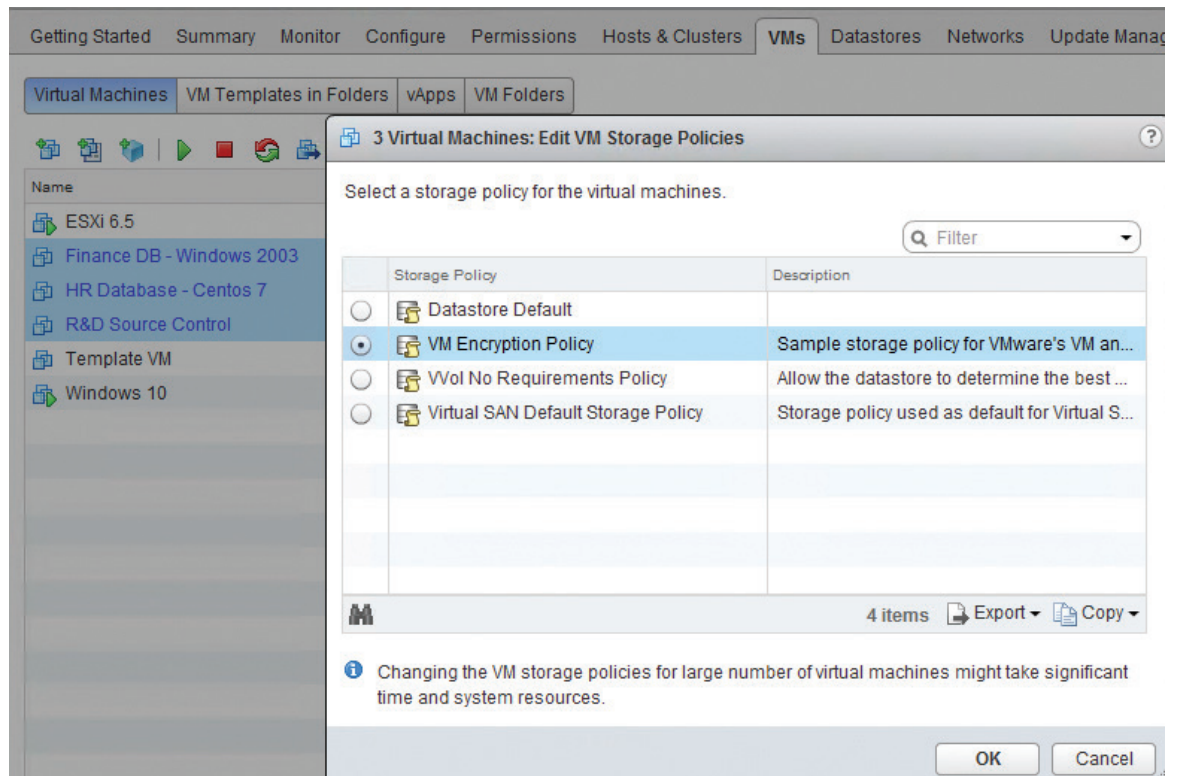 Getting Started Summary Monitor Configure Permissions Hosts & Clusters VMs Datastores Networks Update Manag
Virtual Machines VM Templates in Folders vApps VM Folders
3 Virtual Machines: Edit VM Storage Policies ?
Name
ESXi 6.5
Finance DB - Windows 2003
HR Database - Centos 7
R&D Source Control
Template VM
Windows 10
Select a storage policy for the virtual machines.
Filter
Storage Policy Description
Datastore Default
VM Encryption Policy Sample storage policy for VMware's VM an...
VVol No Requirements Policy Allow the datastore to determine the best ...
Virtual SAN Default Storage Policy Storage policy used as default for Virtual S...
4 items Export Copy
Changing the VM storage policies for large number of virtual machines might take significant
time and system resources.
OK Cancel